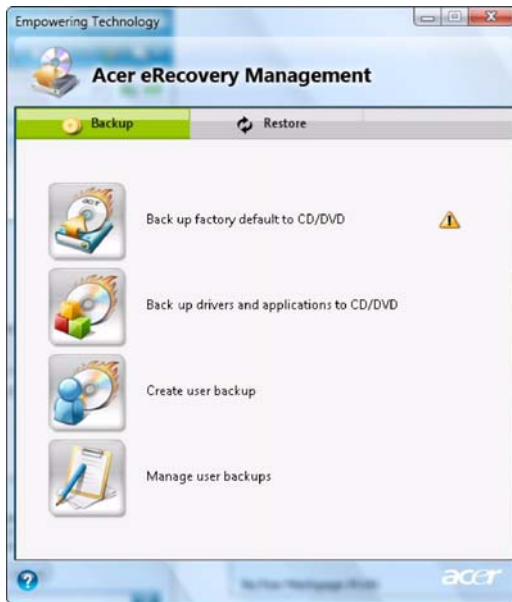 Empowering Technology
Acer eRecovery Management
Backup
Restore
Back up factory default to CD/DVD
Back up drivers and applications to CD/DVD
Create user backup
Manage user backups
acer